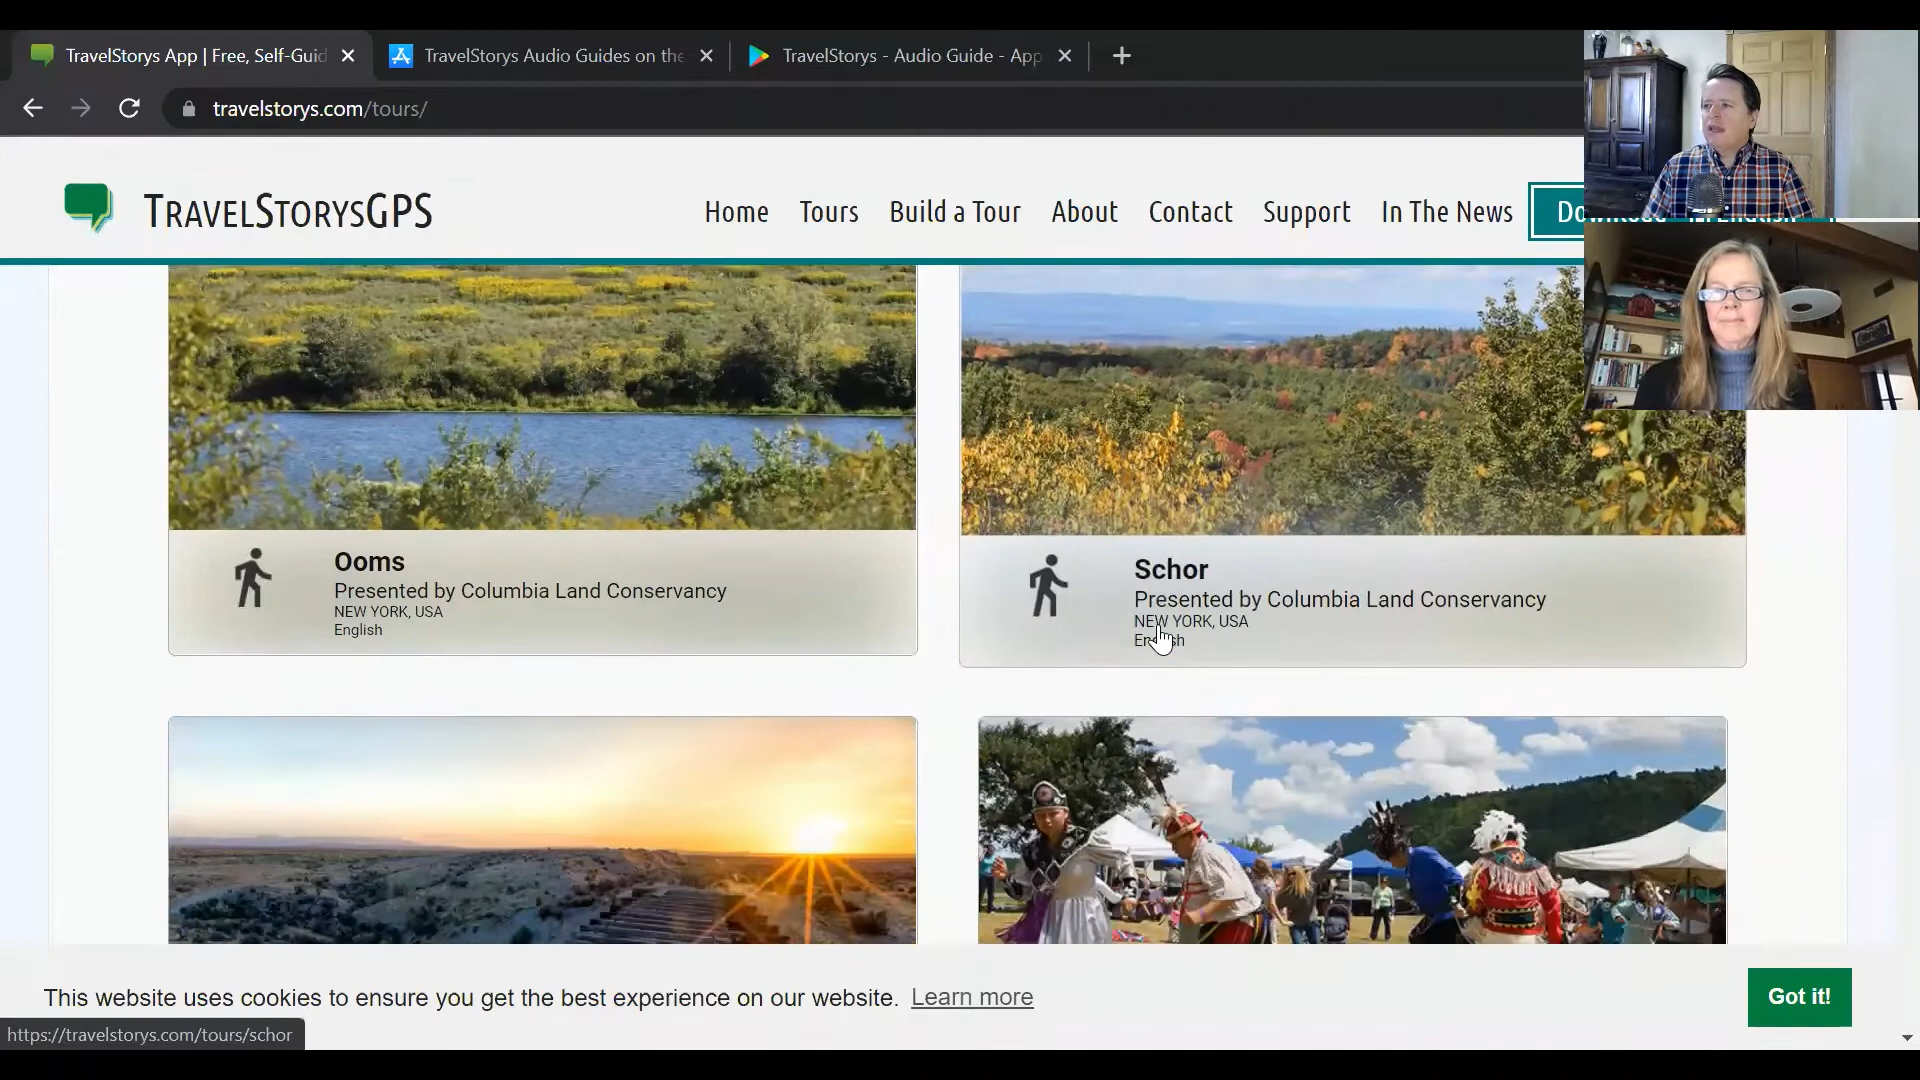 TravelStorys App | Free, Self-Guid
TravelStorys Audio Guides on the
TravelStorys - Audio Guide - App
travelstorys.com/tours/
TRAVELSTORYSGPS
Home
Tours
Build a Tour
About
Contact
Support
In The News
Ooms
Presented by Columbia Land Conservancy
NEW YORK, USA
English
Schor
Presented by Columbia Land Conservancy
NEW YORK, USA
English
This website uses cookies to ensure you get the best experience on our website. Learn more
Got it!
https://travelstorys.com/tours/schor